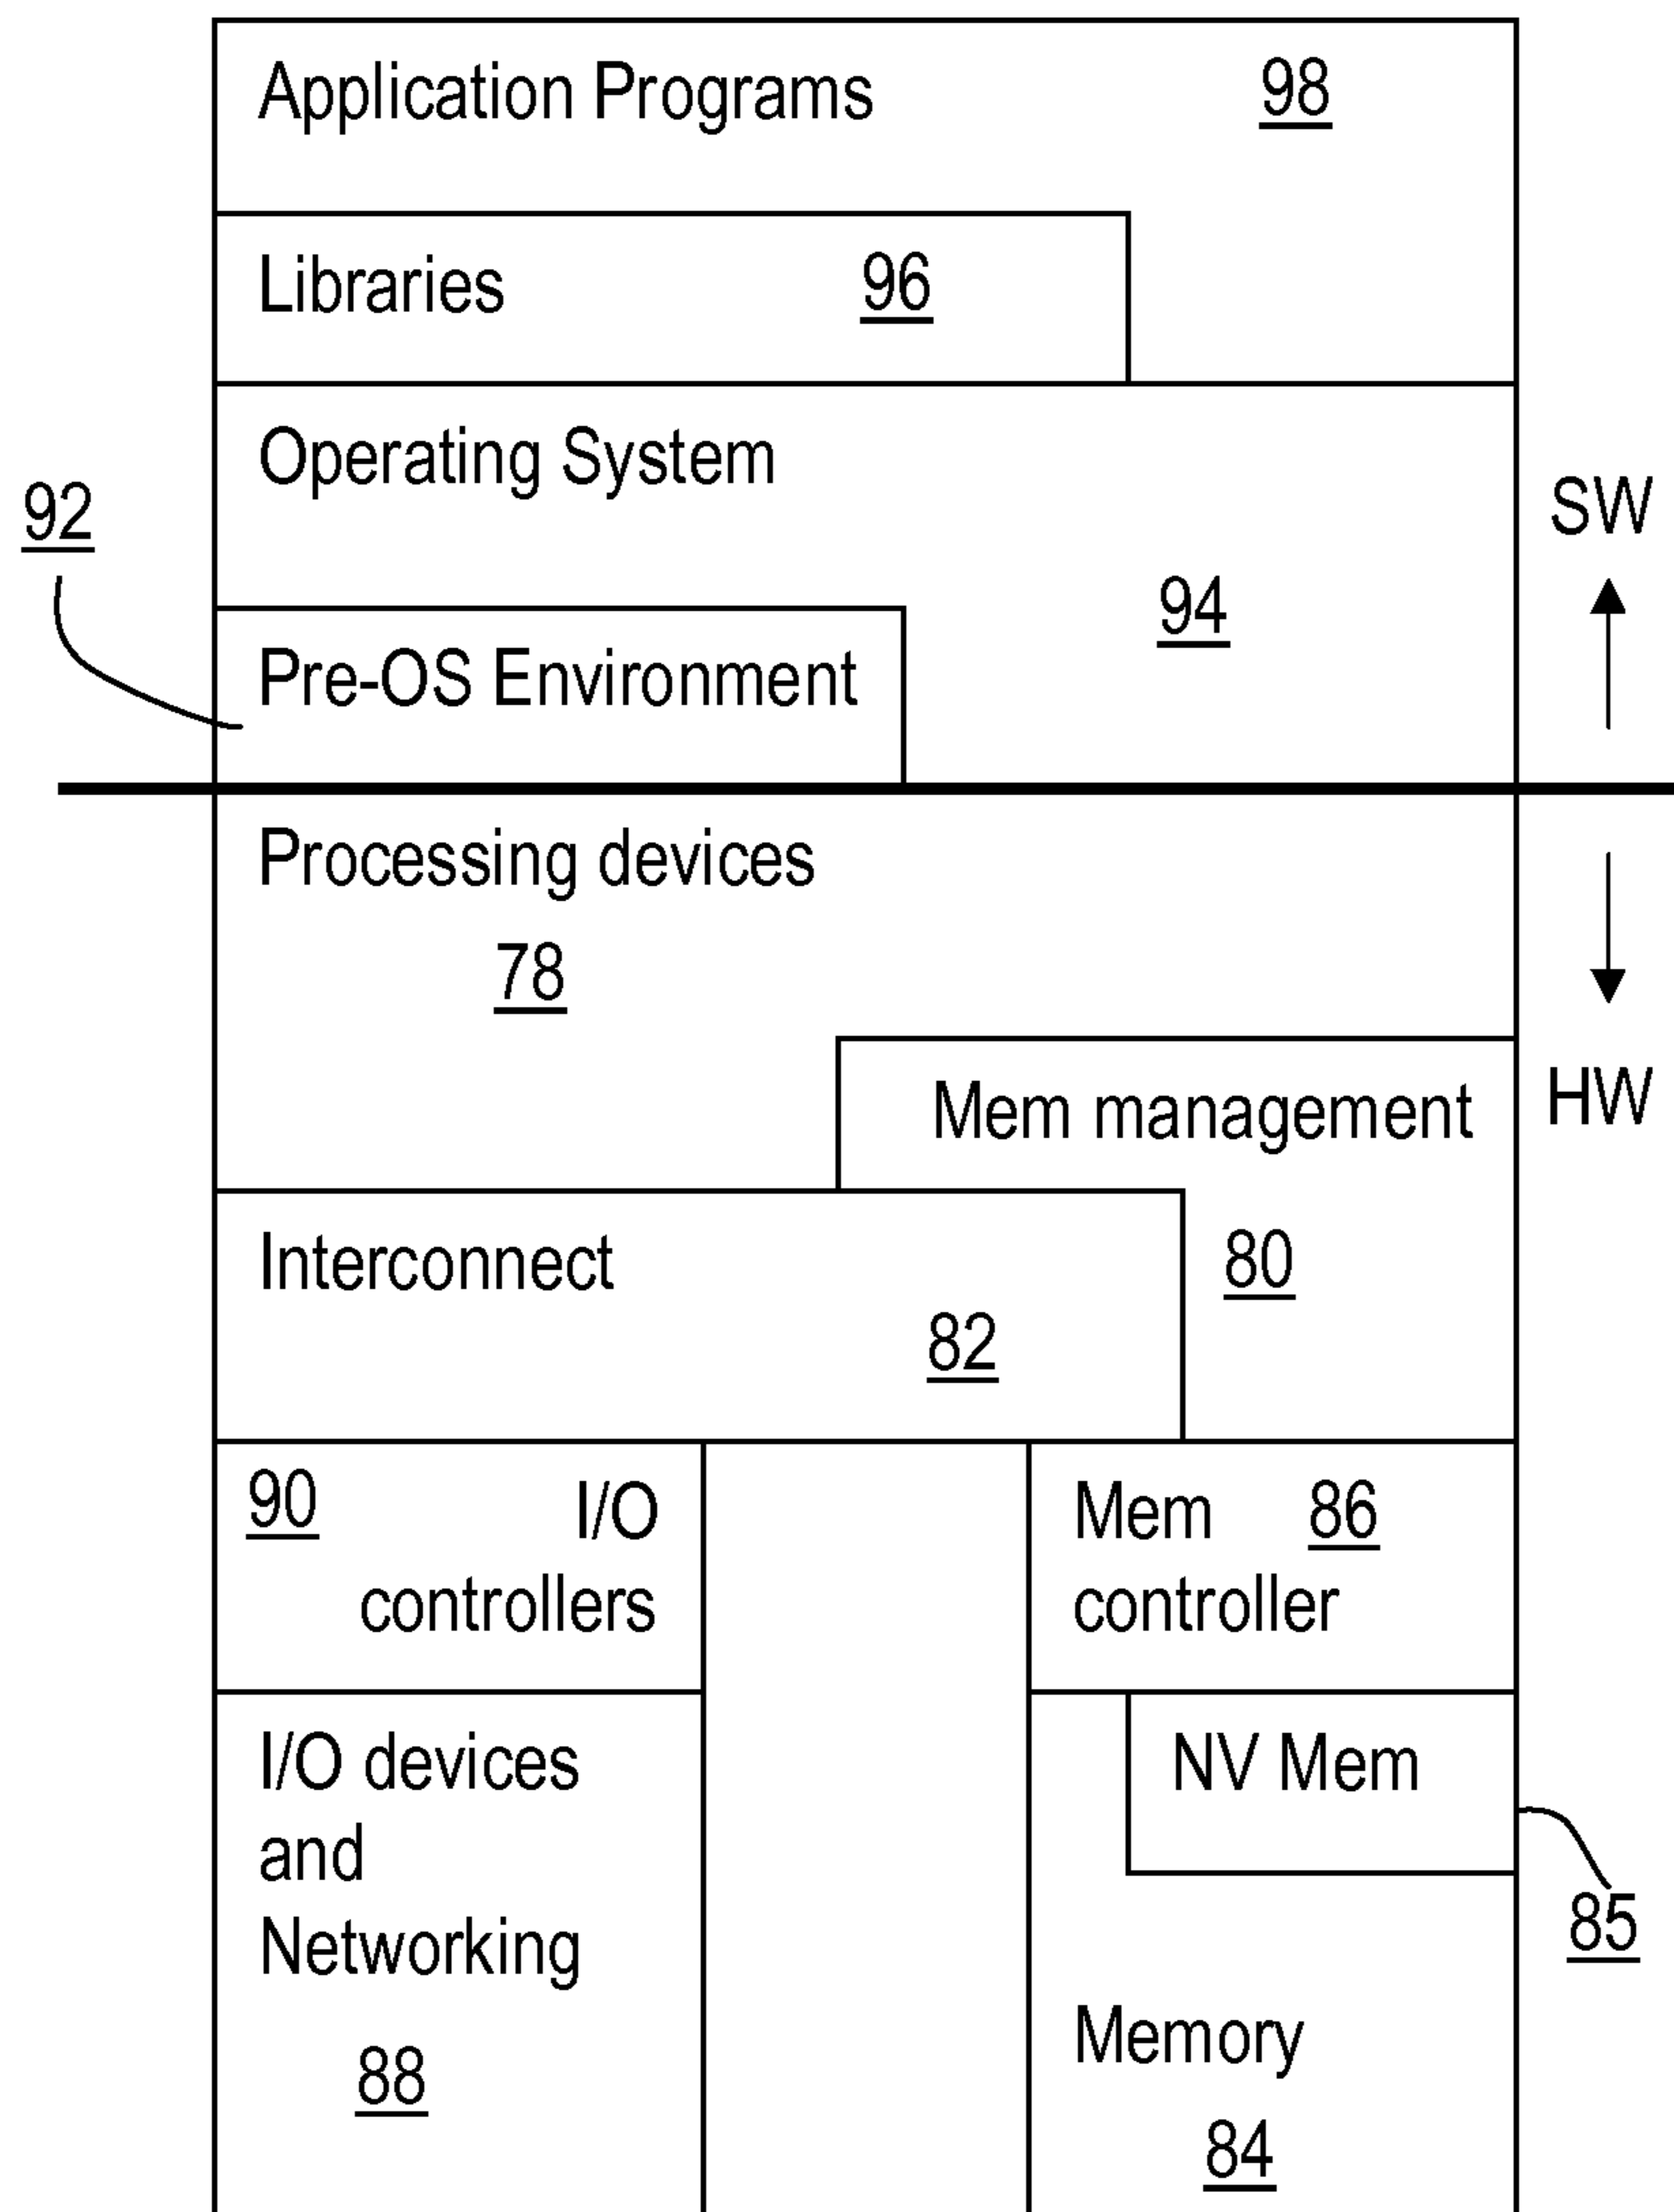 Application Programs 98
Libraries 96
Operating System
92
SW
94
Pre-OS Environment
Processing devices
78
Mem management
HW
Interconnect
80
82
90 I/O
controllers
Mem 86
controller
I/O devices
and
Networking
88
NV Mem
85
Memory
84